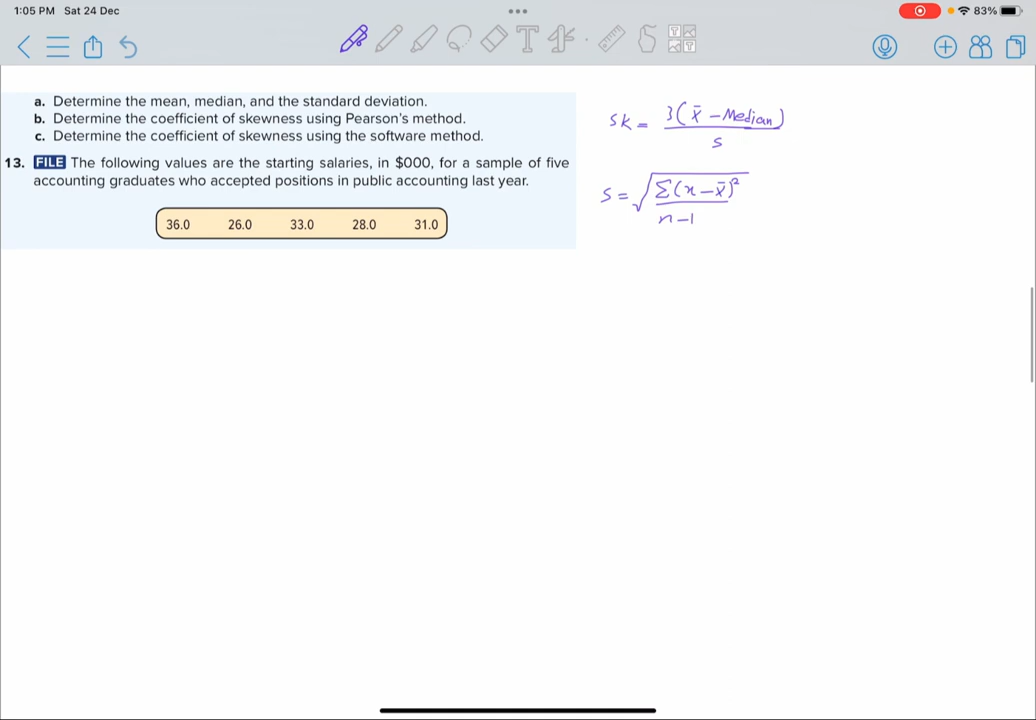 1:05 PM Sat 24 Dec
83%
a. Determine the mean, median, and the standard deviation.
b. Determine the coefficient of skewness using Pearson's method.
c. Determine the coefficient of skewness using the software method.
13. FILE The following values are the starting salaries, in $000, for a sample of five
accounting graduates who accepted positions in public accounting last year.
36.0 26.0 33.0 28.0 31.0
sk = 3(x̄ – Median) / s
s = √Σ(x–x̄)² / n–1